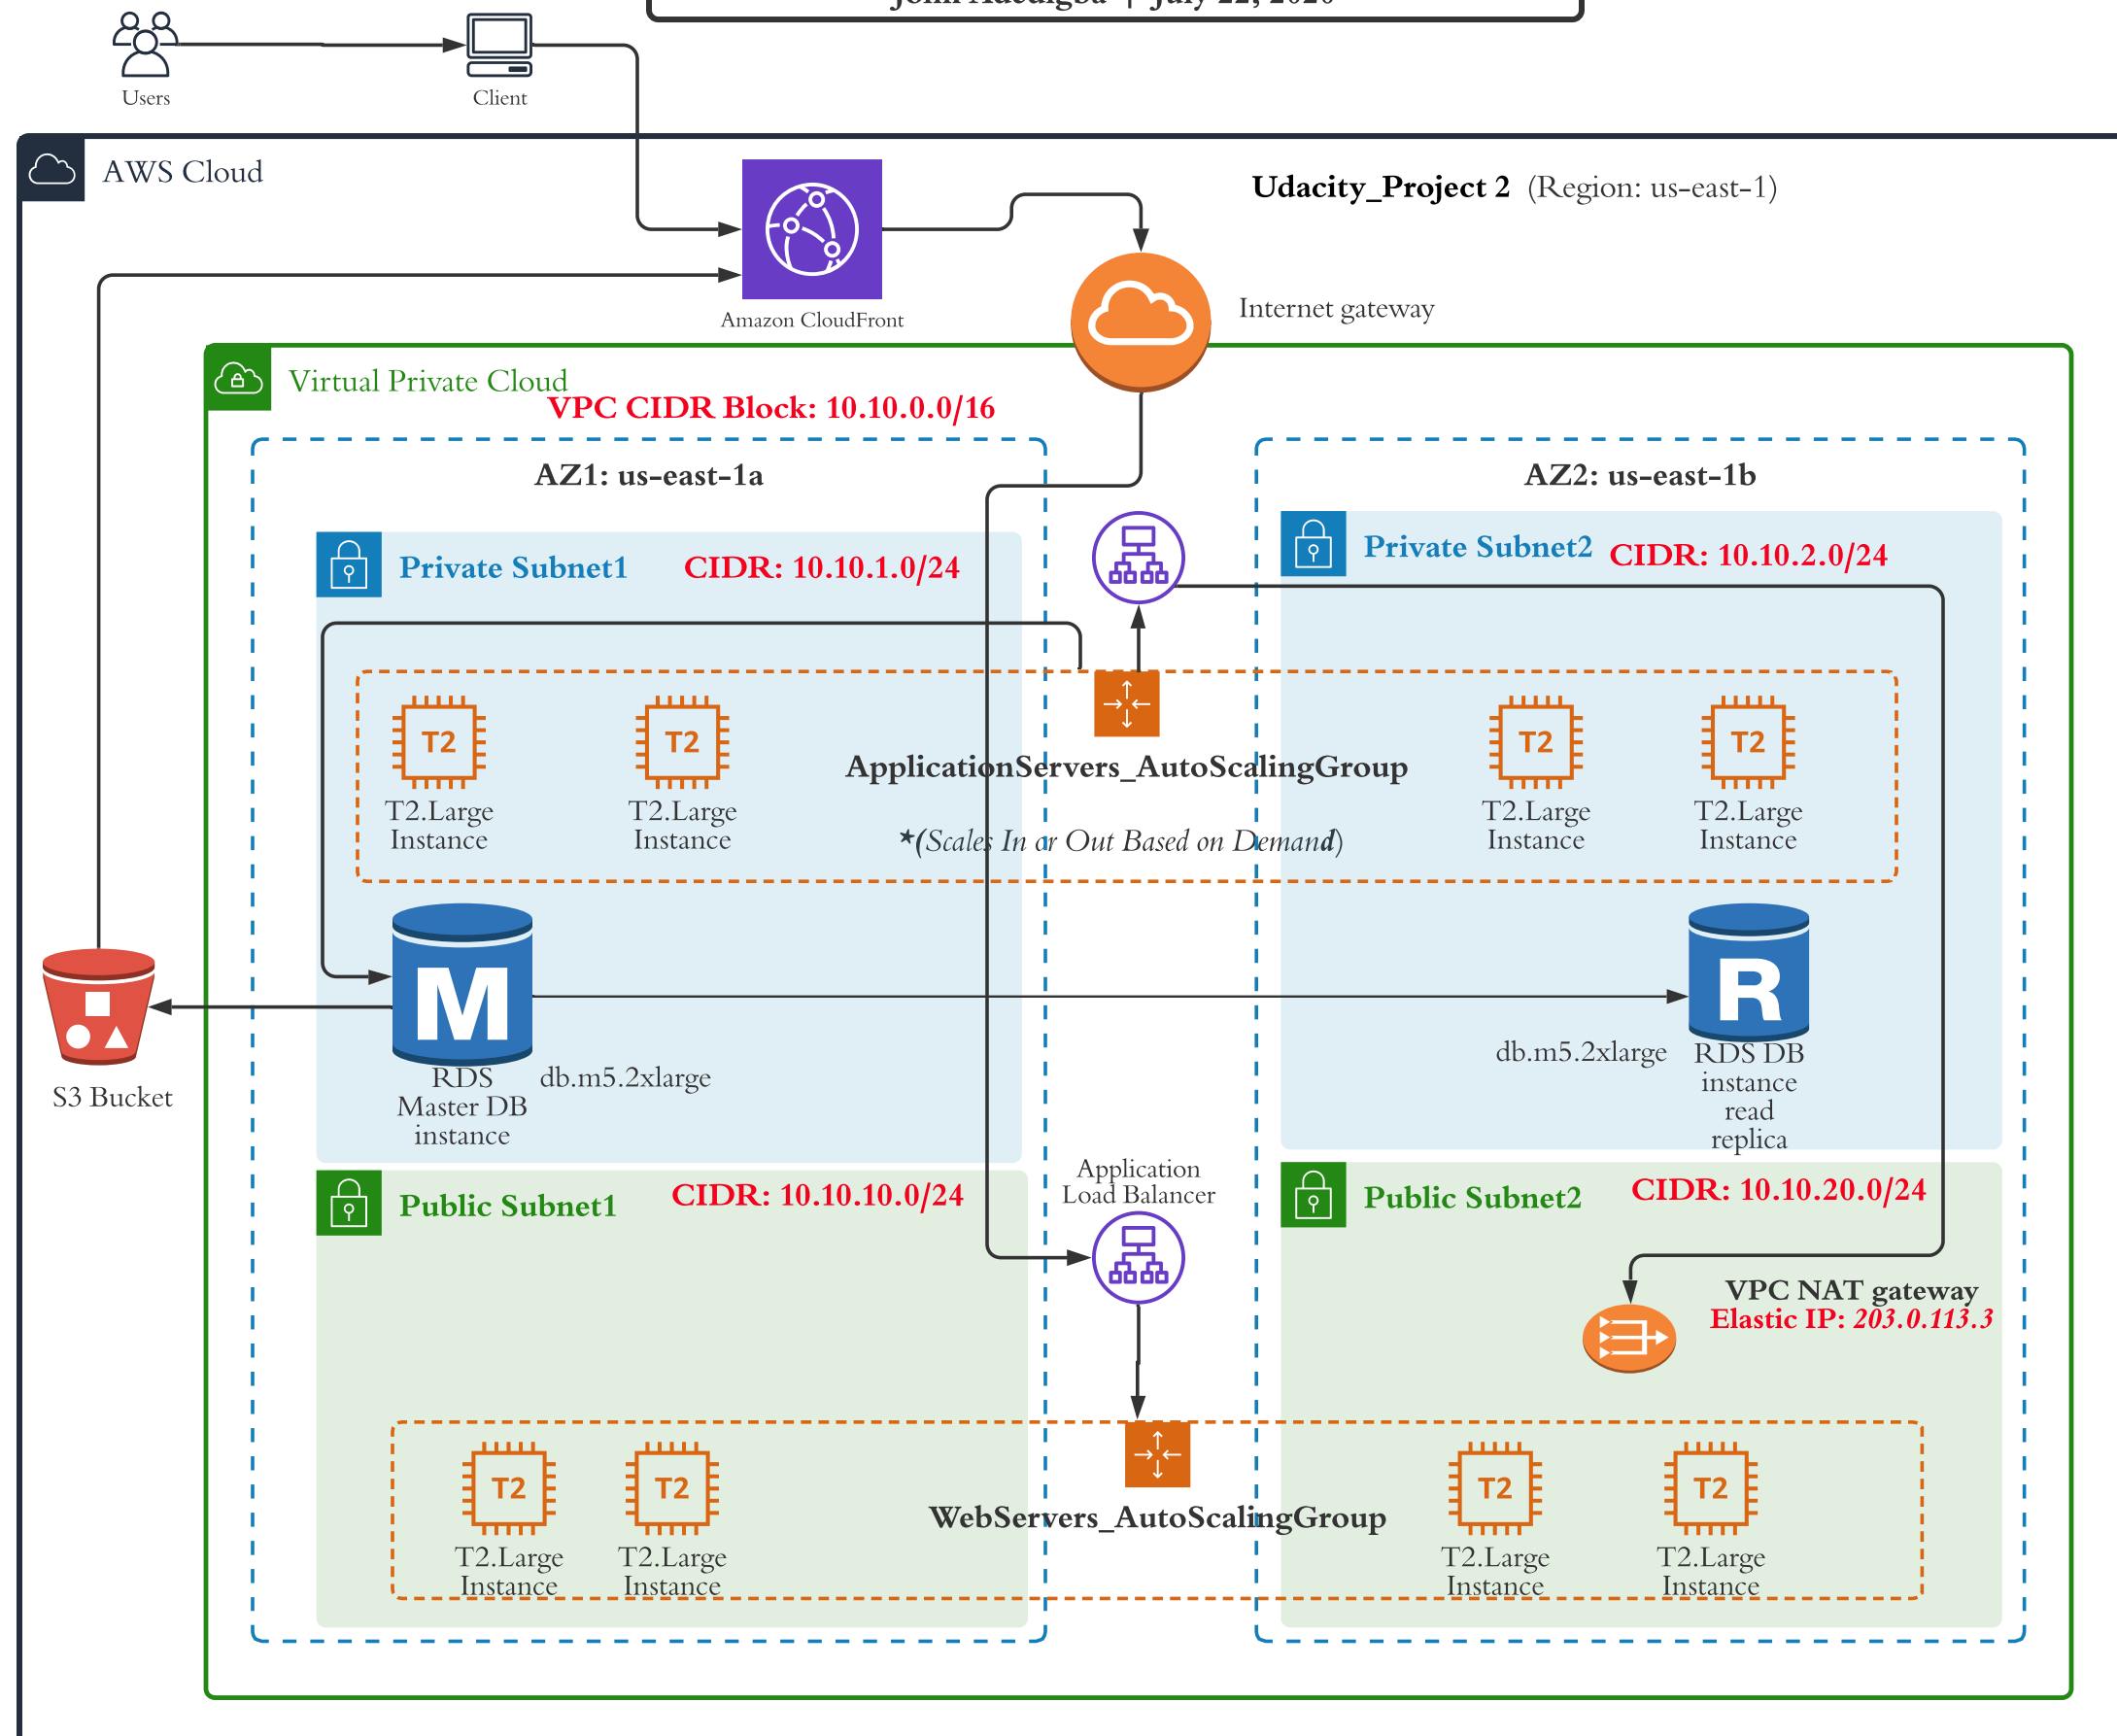 John Adedigba | July 22, 2020
Users
Client
AWS Cloud
Udacity_Project 2 (Region: us-east-1)
Amazon CloudFront
Internet gateway
Virtual Private Cloud
VPC CIDR Block: 10.10.0.0/16
AZ1: us-east-1a
AZ2: us-east-1b
Private Subnet1
CIDR: 10.10.1.0/24
Private Subnet2
CIDR: 10.10.2.0/24
T2
T2.Large
Instance
T2
T2.Large
Instance
ApplicationServers_AutoScalingGroup
*(Scales In or Out Based on Demand)
T2
T2.Large
Instance
T2
T2.Large
Instance
M
RDS
Master DB
instance
db.m5.2xlarge
R
db.m5.2xlarge
RDS DB
instance
read
replica
S3 Bucket
Public Subnet1
CIDR: 10.10.10.0/24
Application
Load Balancer
Public Subnet2
CIDR: 10.10.20.0/24
VPC NAT gateway
Elastic IP: 203.0.113.3
T2
T2.Large
Instance
T2
T2.Large
Instance
WebServers_AutoScalingGroup
T2
T2.Large
Instance
T2
T2.Large
Instance